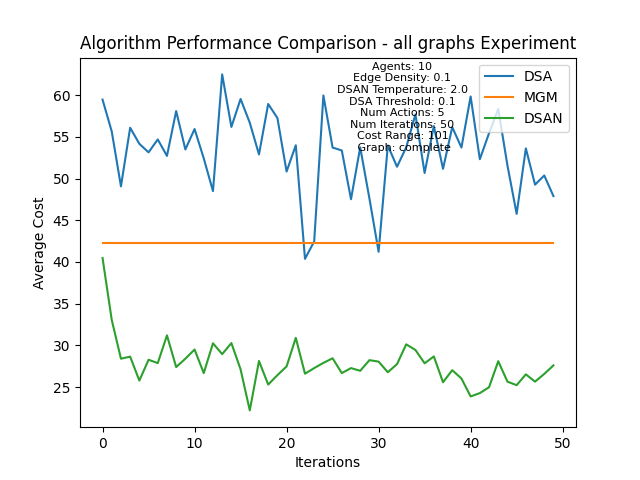 Algorithm Performance Comparison - all graphs Experiment
Agents: 10
Edge Density: 0.1
DSAN Temperature: 2.0
DSA Threshold: 0.1
Num Actions: 5
Num Iterations: 50
Cost Range: 101
Graph: complete
DSA
MGM
DSAN
Average Cost
60
55
50
45
40
35
30
25
0
10
20
30
40
50
Iterations